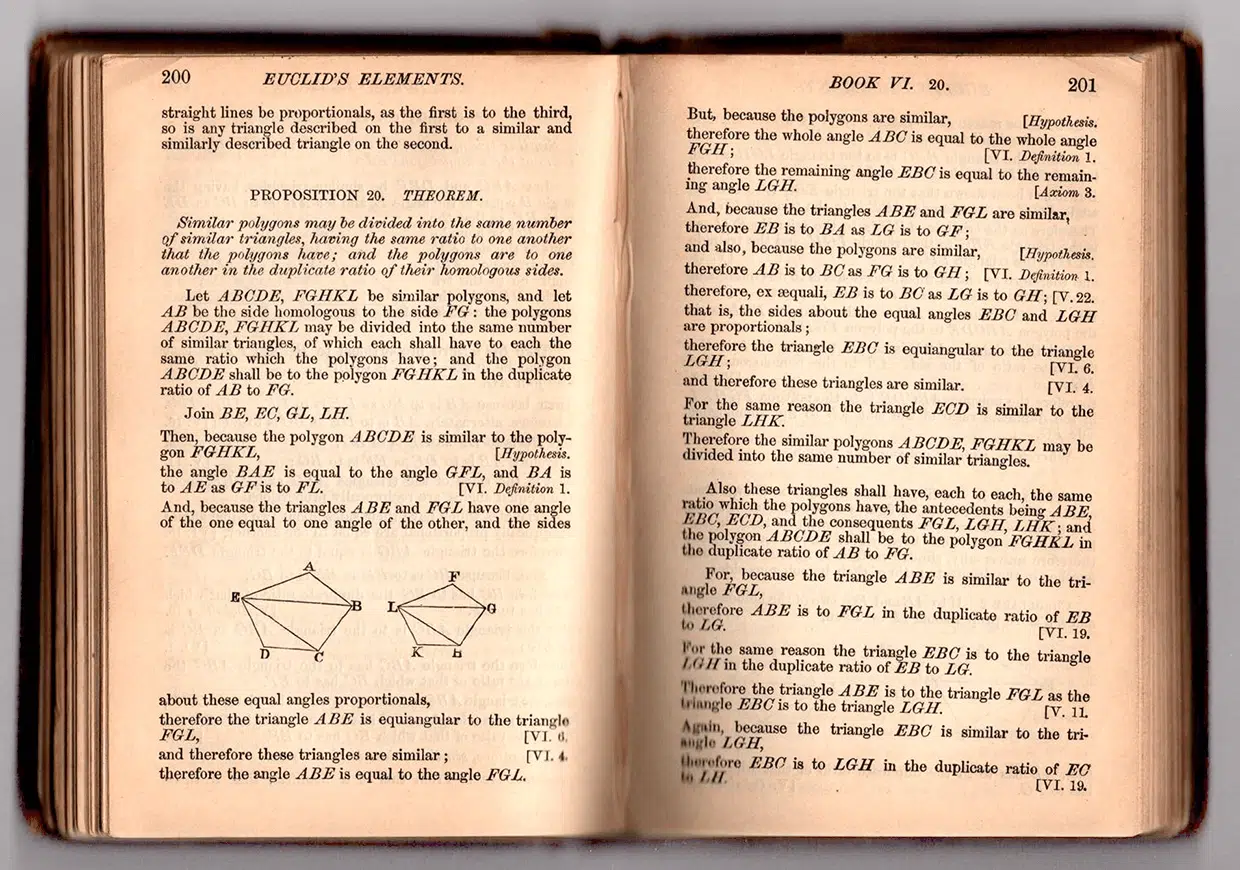 200 EUCLID'S ELEMENTS.
straight lines be proportionals, as the first is to the third,
so is any triangle described on the first to a similar and
similarly described triangle on the second.
PROPOSITION 20. THEOREM.
Similar polygons may be divided into the same number
of similar triangles, having the same ratio to one another
that the polygons have; and the polygons are to one
another in the duplicate ratio of their homologous sides.
Let ABCDE, FGHKL be similar polygons, and let
AB be the side homologous to the side FG: the polygons
ABCDE, FGHKL may be divided into the same number
of similar triangles, of which each shall have to each the
same ratio which the polygons have; and the polygon
ABCDE shall be to the polygon FGHKL in the duplicate
ratio of AB to FG.
Join BE, EC, GL, LH.
Then, because the polygon ABCDE is similar to the poly-
gon FGHKL, [Hypothesis.
the angle BAE is equal to the angle GFL, and BA is
to AE as GF is to FL. [VI. Definition 1.
And, because the triangles ABE and FGL have one angle
of the one equal to one angle of the other, and the sides
A
F
E
B
L
G
D
C
K
H
about these equal angles proportionally,
therefore the triangle ABE is equiangular to the triangle
FGL, [VI. 6.
and therefore these triangles are similar; [VI. 4.
therefore the angle ABE is equal to the angle FGL.
BOOK VI. 20. 201
But, because the polygons are similar, [Hypothesis.
therefore the whole angle ABC is equal to the whole angle
FGH; [VI. Definition 1.
therefore the remaining angle EBC is equal to the remain-
ing angle LGH. [Axiom 3.
And, because the triangles ABE and FGL are similar,
therefore EB is to BA as LG is to GF;
and also, because the polygons are similar, [Hypothesis.
therefore AB is to BC as FG is to GH; [VI. Definition 1.
therefore, ex æquali, EB is to BC as LG is to GH; [V. 22.
that is, the sides about the equal angles EBC and LGH
are proportionals;
therefore the triangle EBC is equiangular to the triangle
LGH; [VI. 6.
and therefore these triangles are similar. [VI. 4.
For the same reason the triangle ECD is similar to the
triangle LHK.
Therefore the similar polygons ABCDE, FGHKL may be
divided into the same number of similar triangles.
Also these triangles shall have, each to each, the same
ratio which the polygons have, the antecedents being ABE,
EBC, ECD, and the consequents FGL, LGH, LHK; and
the polygon ABCDE shall be to the polygon FGHKL in
the duplicate ratio of AB to FG.
For, because the triangle ABE is similar to the tri-
angle FGL,
therefore ABE is to FGL in the duplicate ratio of EB
to LG. [VI. 19.
For the same reason the triangle EBC is to the triangle
LGH in the duplicate ratio of EB to LG.
Therefore the triangle ABE is to the triangle FGL as the
triangle EBC is to the triangle LGH. [V. 11.
Again, because the triangle EBC is similar to the tri-
angle LGH,
therefore EBC is to LGH in the duplicate ratio of EC
to LH. [VI. 19.